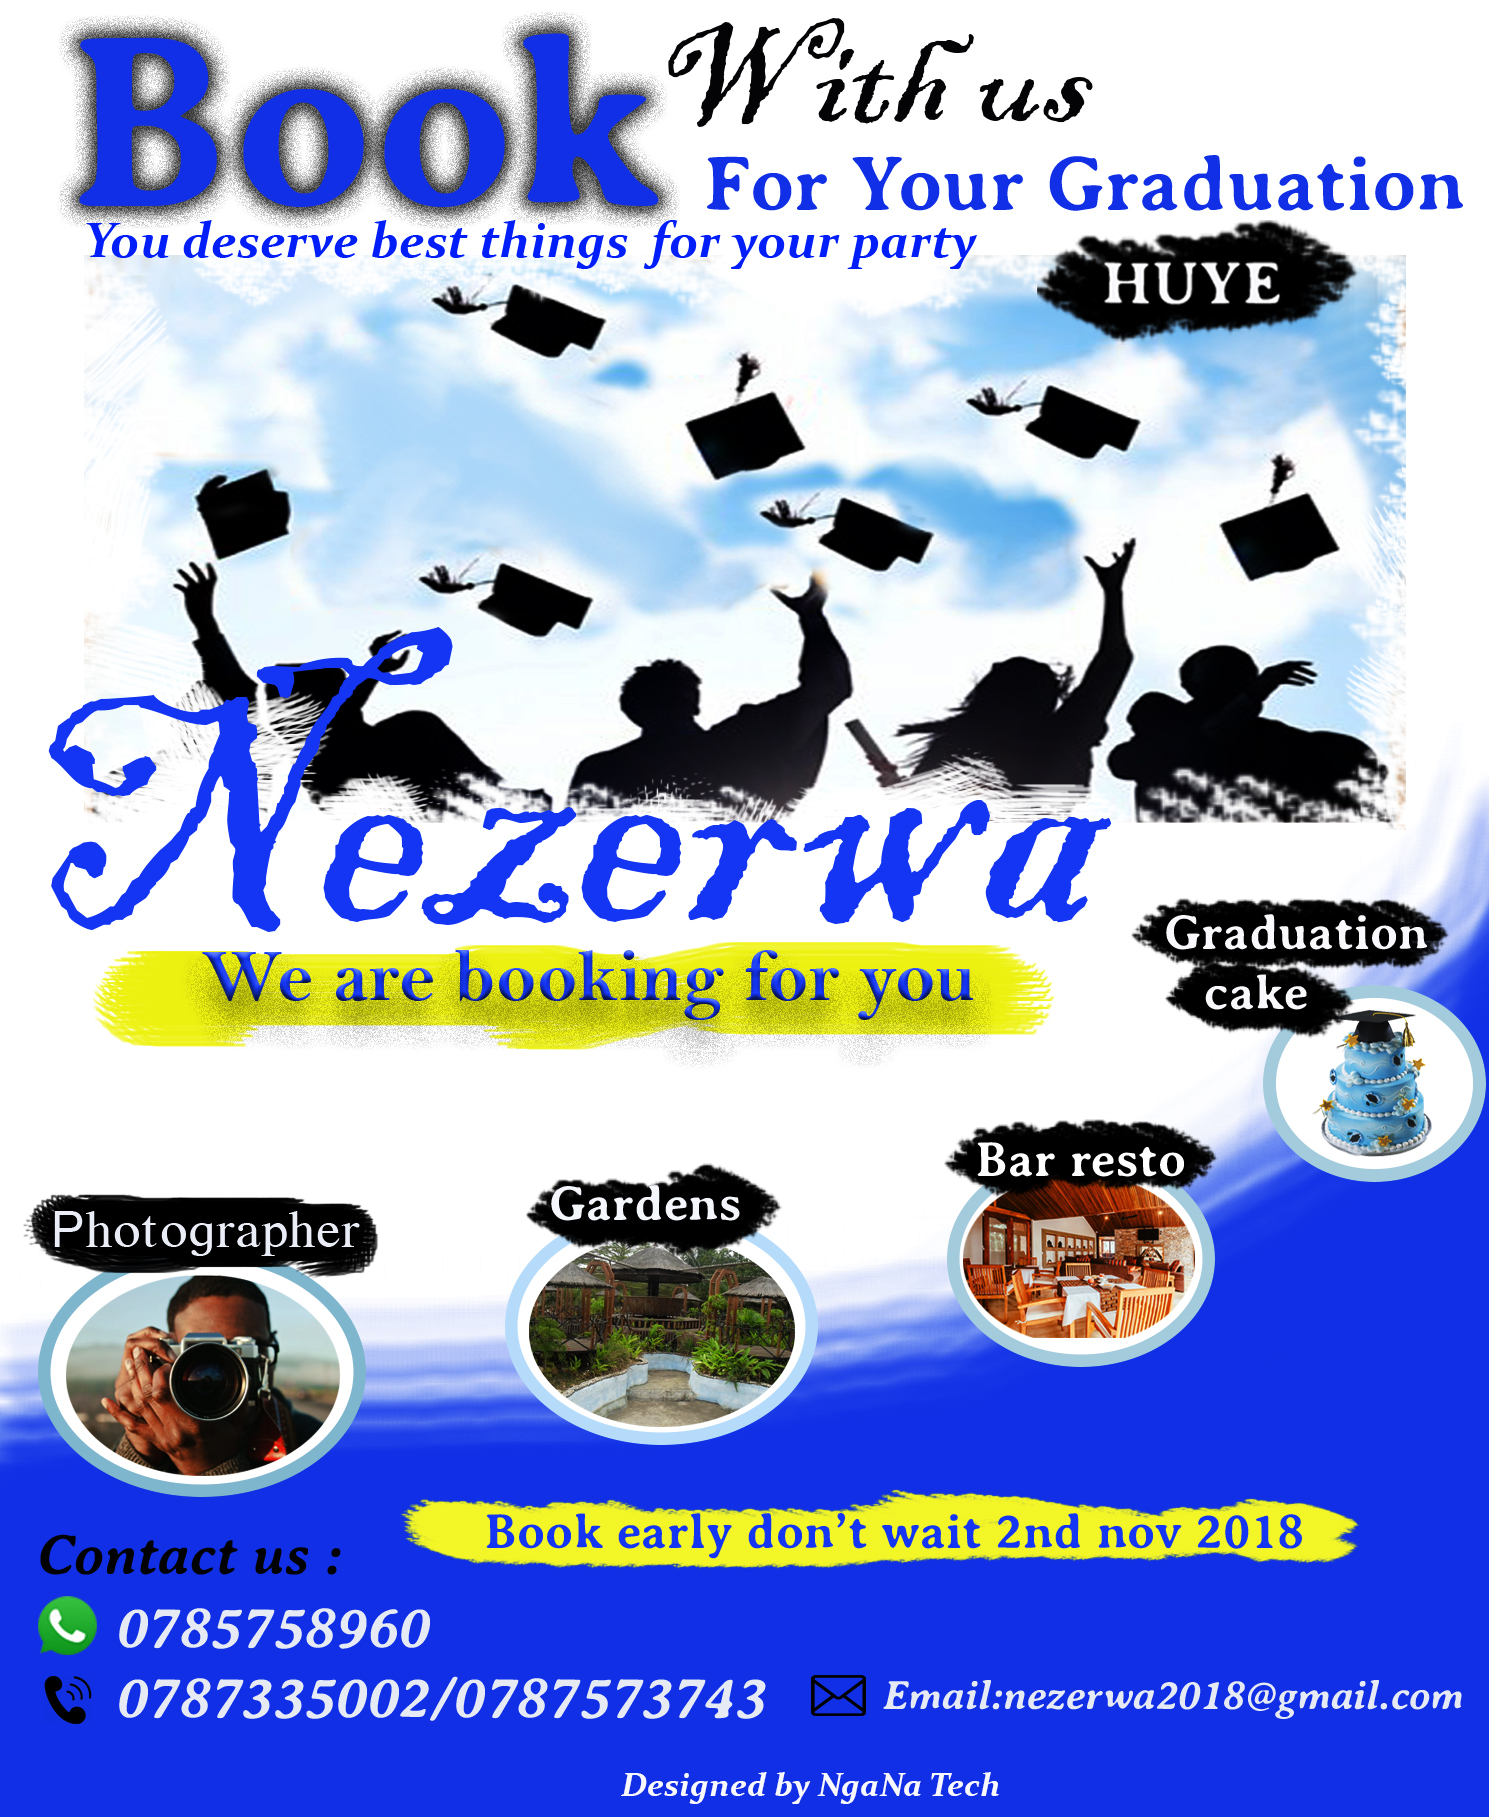 Book With us
For Your Graduation
You deserve best things for your party
HUYE
Nezerwa
We are booking for you
Graduation
cake
Bar resto
Gardens
Photographer
Book early don't wait 2nd nov 2018
Contact us :
0785758960
0787335002/0787573743
Email:nezerwa2018@gmail.com
Designed by NgaNa Tech